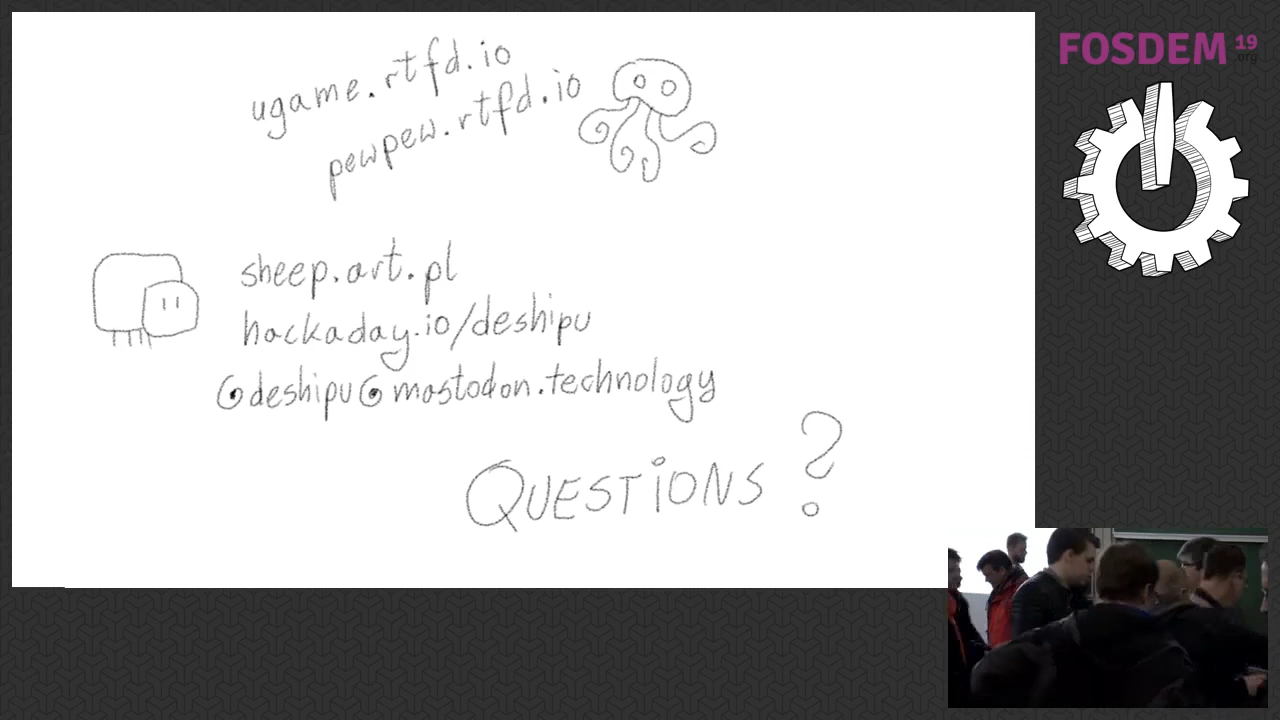 ugame.rtfd.io
pewpew.rtfd.io
sheep.art.pl
hackaday.io/deshipu
@deshipu@mastodon.technology
QUESTIONS?
FOSDEM 19
.org